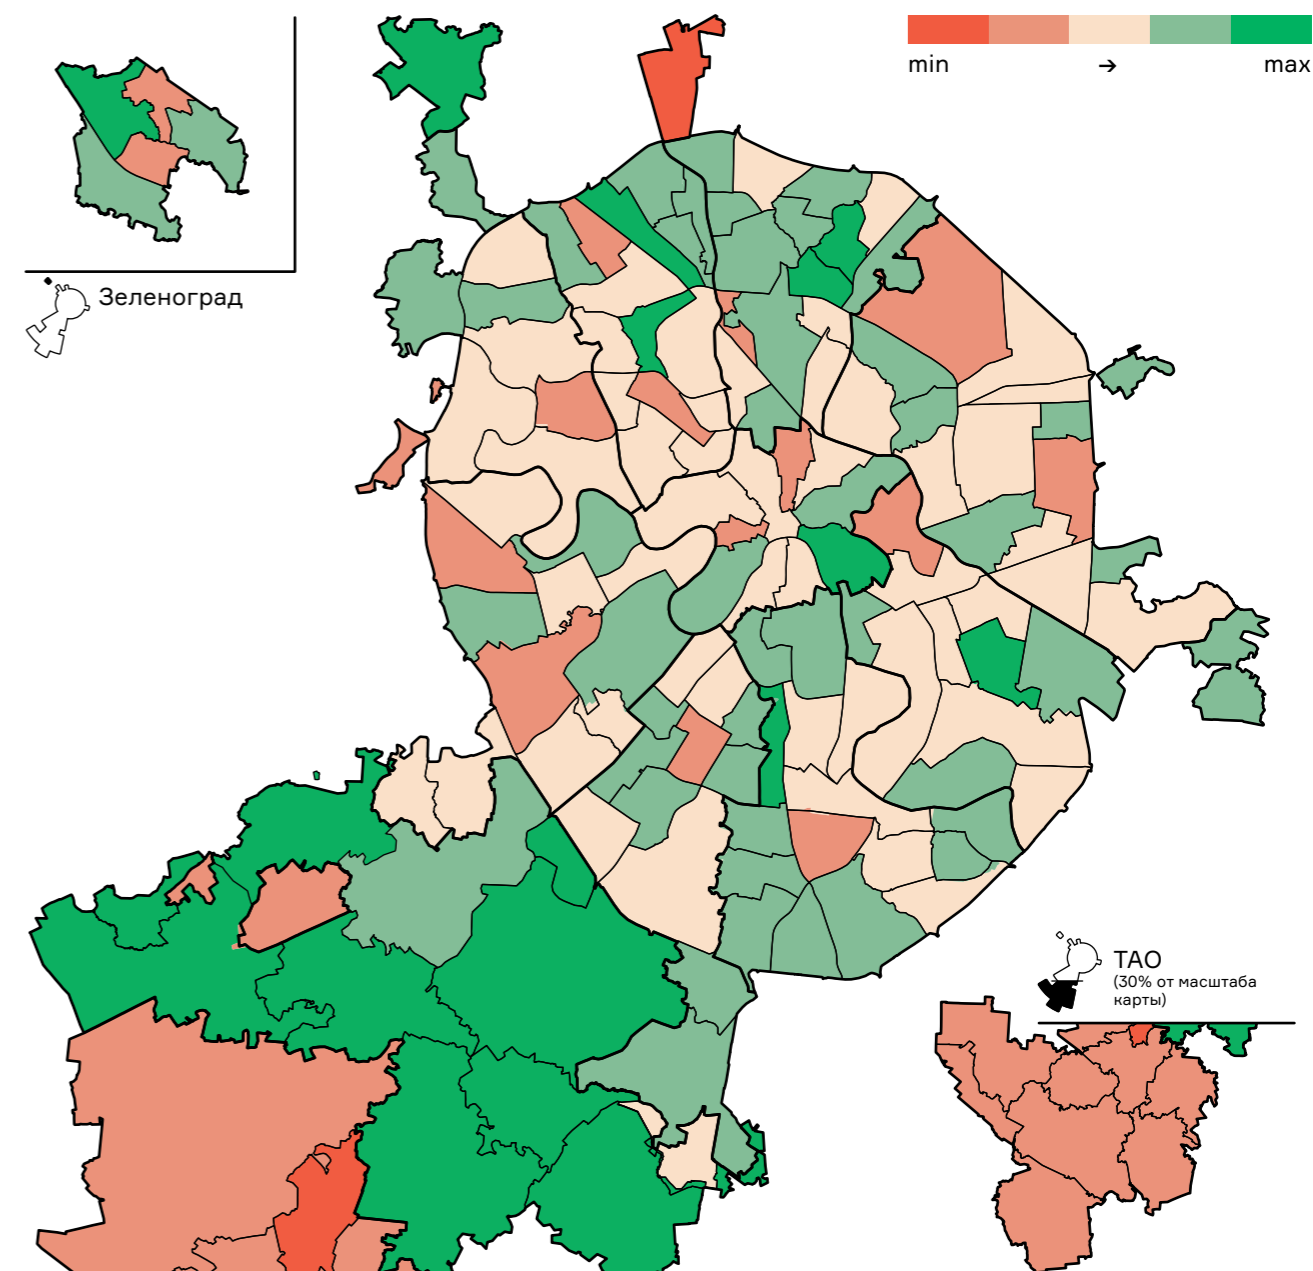 min → max
Зеленоград
ТАО
(30% от масштаба
карты)